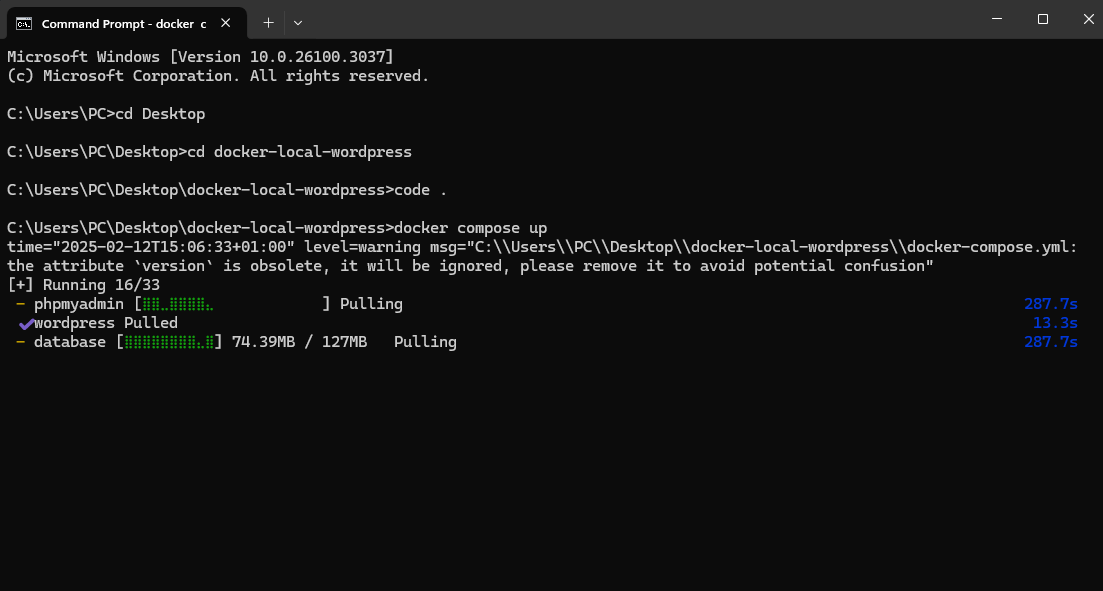 Command Prompt - docker c
Microsoft Windows [Version 10.0.26100.3037]
(c) Microsoft Corporation. All rights reserved.
C:\Users\PC>cd Desktop
C:\Users\PC\Desktop>cd docker-local-wordpress
C:\Users\PC\Desktop\docker-local-wordpress>code .
C:\Users\PC\Desktop\docker-local-wordpress>docker compose up
time="2025-02-12T15:06:33+01:00" level=warning msg="C:\\Users\\PC\\Desktop\\docker-local-wordpress\\docker-compose.yml:
the attribute `version` is obsolete, it will be ignored, please remove it to avoid potential confusion"
[+] Running 16/33
- phpmyadmin [⣿⣿⣀⣿⣿⣿⣿⣄            ] Pulling 287.7s
✔wordpress Pulled 13.3s
- database [⣿⣿⣿⣿⣿⣿⣿⣿⣄⣿] 74.39MB / 127MB   Pulling 287.7s